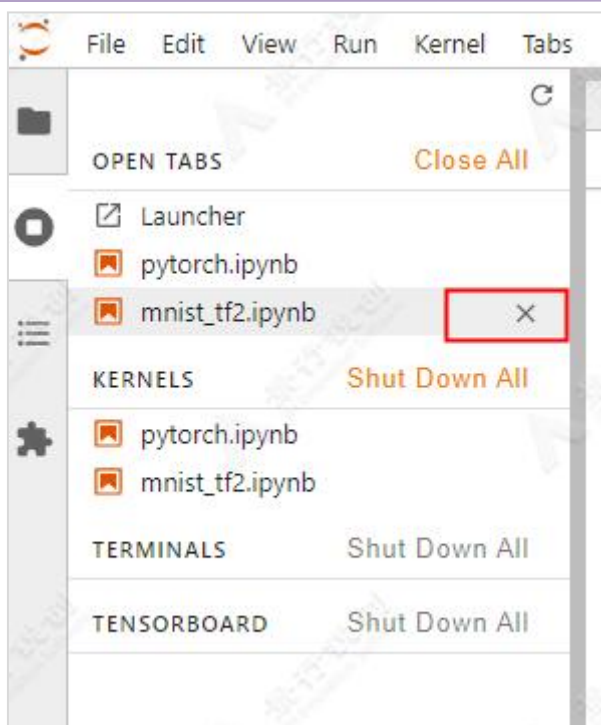 File Edit View Run Kernel Tabs
OPEN TABS Close All
Launcher
pytorch.ipynb
mnist_tf2.ipynb
KERNELS Shut Down All
pytorch.ipynb
mnist_tf2.ipynb
TERMINALS Shut Down All
TENSORBOARD Shut Down All